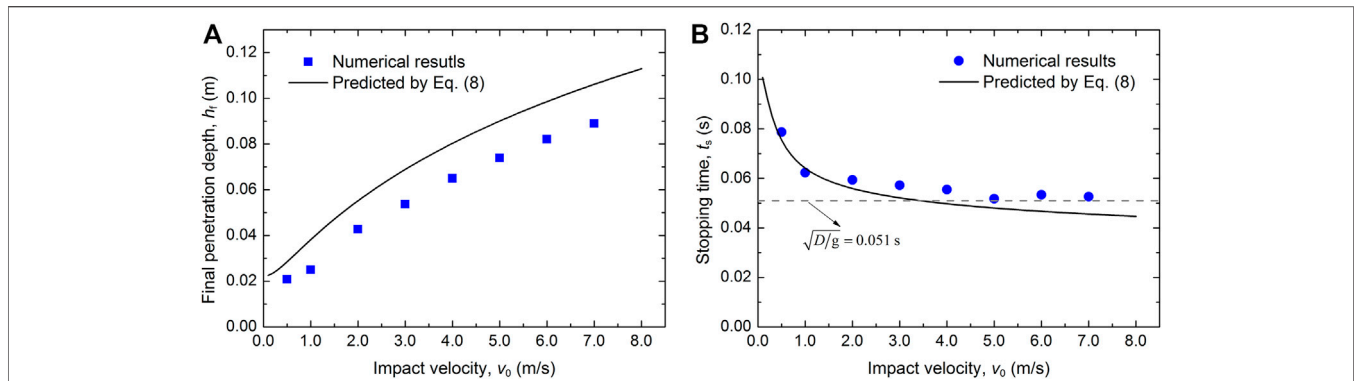 A
Numerical resutls
Predicted by Eq. (8)
Final penetration depth, h_f (m)
0.12
0.10
0.08
0.06
0.04
0.02
0.00
0.0 1.0 2.0 3.0 4.0 5.0 6.0 7.0 8.0
Impact velocity, v_0 (m/s)
B
Numerical results
Predicted by Eq. (8)
Stopping time, t_s (s)
0.12
0.10
0.08
0.06
0.04
0.02
0.00
√D/g = 0.051 s
0.0 1.0 2.0 3.0 4.0 5.0 6.0 7.0 8.0
Impact velocity, v_0 (m/s)